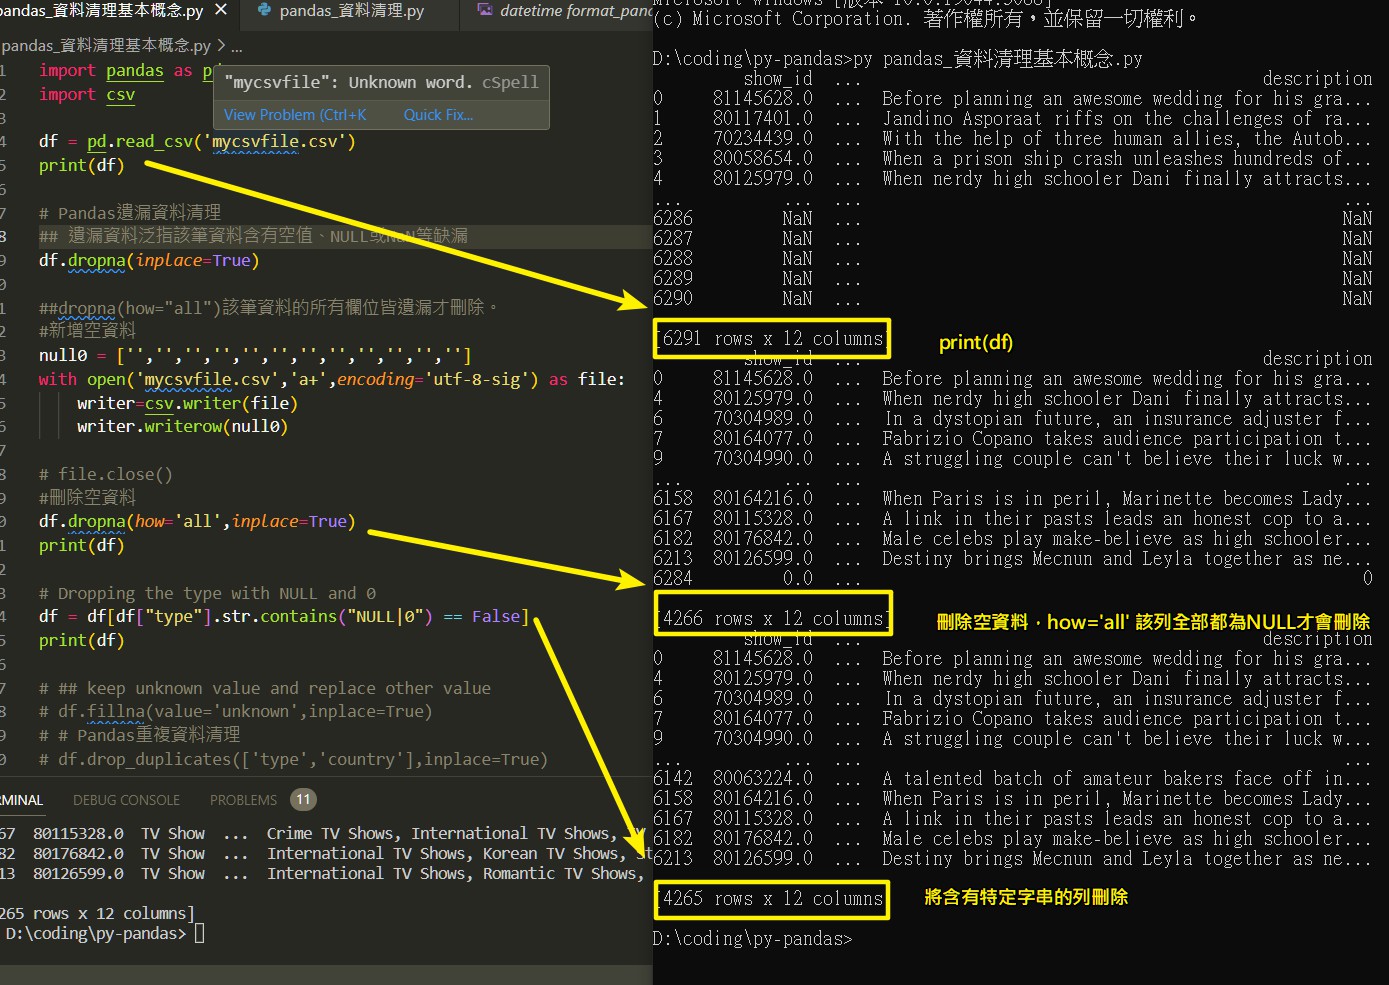 pandas_資料清理基本概念.py
pandas_資料清理.py
datetime format_pand
pandas_資料清理基本概念.py > ...
1 import pandas as p
"mycsvfile": Unknown word. cSpell
View Problem (Ctrl+K Quick Fix...
2 import csv
3
4 df = pd.read_csv('mycsvfile.csv')
5 print(df)
6
7 # Pandas遺漏資料清理
8 ## 遺漏資料泛指該筆資料含有空值、NULL或NaN等缺漏
9 df.dropna(inplace=True)
0
1 ##dropna(how="all")該筆資料的所有欄位皆遺漏才刪除。
2 #新增空資料
3 null0 = ['','','','','','','','','','','','']
4 with open('mycsvfile.csv','a+',encoding='utf-8-sig') as file:
5 writer=csv.writer(file)
6 writer.writerow(null0)
7
8 # file.close()
9 #刪除空資料
0 df.dropna(how='all',inplace=True)
1 print(df)
2
3 # Dropping the type with NULL and 0
4 df = df[df["type"].str.contains("NULL|0") == False]
5 print(df)
6
7 # ## keep unknown value and replace other value
8 # df.fillna(value='unknown',inplace=True)
9 # # Pandas重複資料清理
0 # df.drop_duplicates(['type','country'],inplace=True)
RMINAL DEBUG CONSOLE PROBLEMS 11
67 80115328.0 TV Show ... Crime TV Shows, International TV Shows,
82 80176842.0 TV Show ... International TV Shows, Korean TV Shows, St
13 80126599.0 TV Show ... International TV Shows, Romantic TV Shows,
265 rows x 12 columns]
D:\coding\py-pandas>
(c) Microsoft Corporation. 著作權所有，並保留一切權利。
D:\coding\py-pandas>py pandas_資料清理基本概念.py
show_id ... description
0 81145628.0 ... Before planning an awesome wedding for his gra...
1 80117401.0 ... Jandino Asporaat riffs on the challenges of ra...
2 70234439.0 ... With the help of three human allies, the Autob...
3 80058654.0 ... When a prison ship crash unleashes hundreds of...
4 80125979.0 ... When nerdy high schooler Dani finally attracts...
... ... ... ...
6286 NaN ... NaN
6287 NaN ... NaN
6288 NaN ... NaN
6289 NaN ... NaN
6290 NaN ... NaN
[6291 rows x 12 columns]
print(df)
show_id ... description
0 81145628.0 ... Before planning an awesome wedding for his gra...
4 80125979.0 ... When nerdy high schooler Dani finally attracts...
6 70304989.0 ... In a dystopian future, an insurance adjuster f...
7 80164077.0 ... Fabrizio Copano takes audience participation t...
9 70304990.0 ... A struggling couple can't believe their luck w...
... ... ... ...
6158 80164216.0 ... When Paris is in peril, Marinette becomes Lady...
6167 80115328.0 ... A link in their pasts leads an honest cop to a...
6182 80176842.0 ... Male celebs play make-believe as high schooler...
6213 80126599.0 ... Destiny brings Mecnun and Leyla together as ne...
6284 0.0 ... 0
[4266 rows x 12 columns]
刪除空資料，how='all' 該列全部都為NULL才會刪除
show_id ... description
0 81145628.0 ... Before planning an awesome wedding for his gra...
4 80125979.0 ... When nerdy high schooler Dani finally attracts...
6 70304989.0 ... In a dystopian future, an insurance adjuster f...
7 80164077.0 ... Fabrizio Copano takes audience participation t...
9 70304990.0 ... A struggling couple can't believe their luck w...
... ... ... ...
6142 80063224.0 ... A talented batch of amateur bakers face off in...
6158 80164216.0 ... When Paris is in peril, Marinette becomes Lady...
6167 80115328.0 ... A link in their pasts leads an honest cop to a...
6182 80176842.0 ... Male celebs play make-believe as high schooler...
6213 80126599.0 ... Destiny brings Mecnun and Leyla together as ne...
[4265 rows x 12 columns]
將含有特定字串的列刪除
D:\coding\py-pandas>